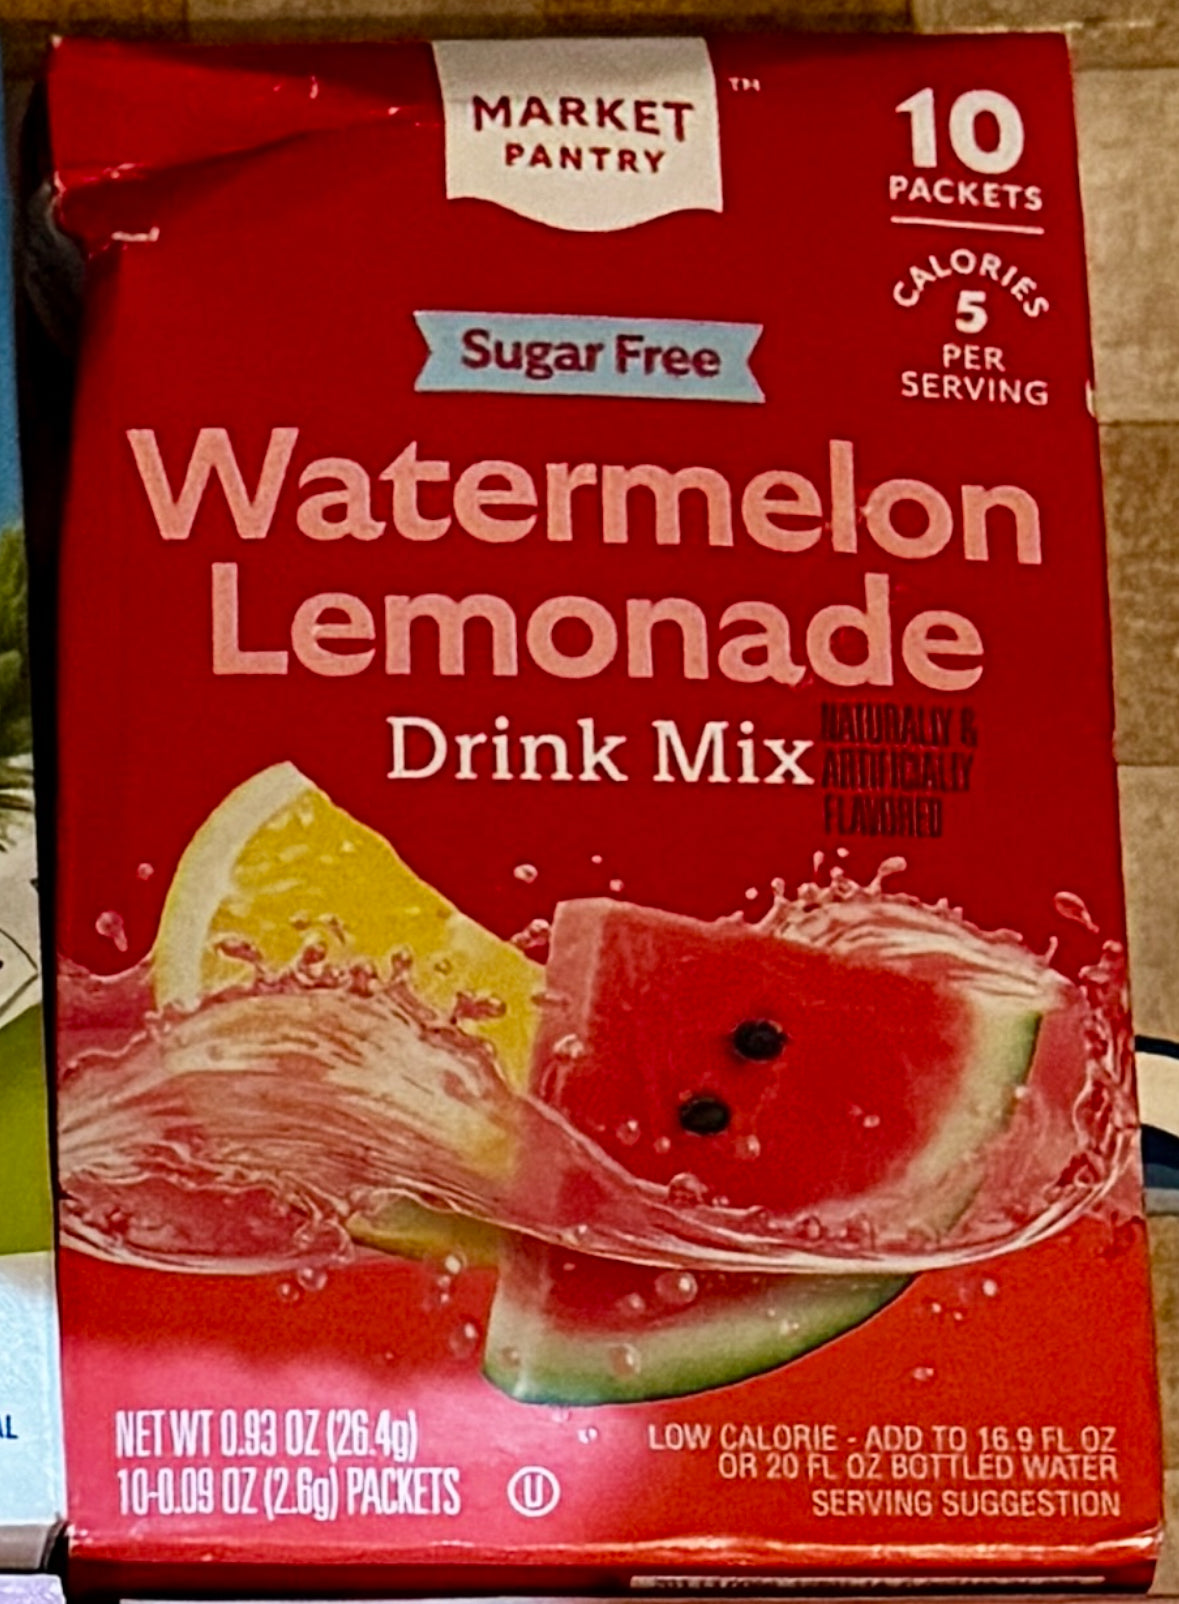 MARKET
PANTRY
TM
10
PACKETS
CALORIES
5
PER
SERVING
Sugar Free
Watermelon
Lemonade
Drink Mix
NATURALLY &
ARTIFICIALLY
FLAVORED
NET WT 0.93 OZ (26.4g)
10-0.09 OZ (2.6g) PACKETS
U
LOW CALORIE - ADD TO 16.9 FL OZ
OR 20 FL OZ BOTTLED WATER
SERVING SUGGESTION